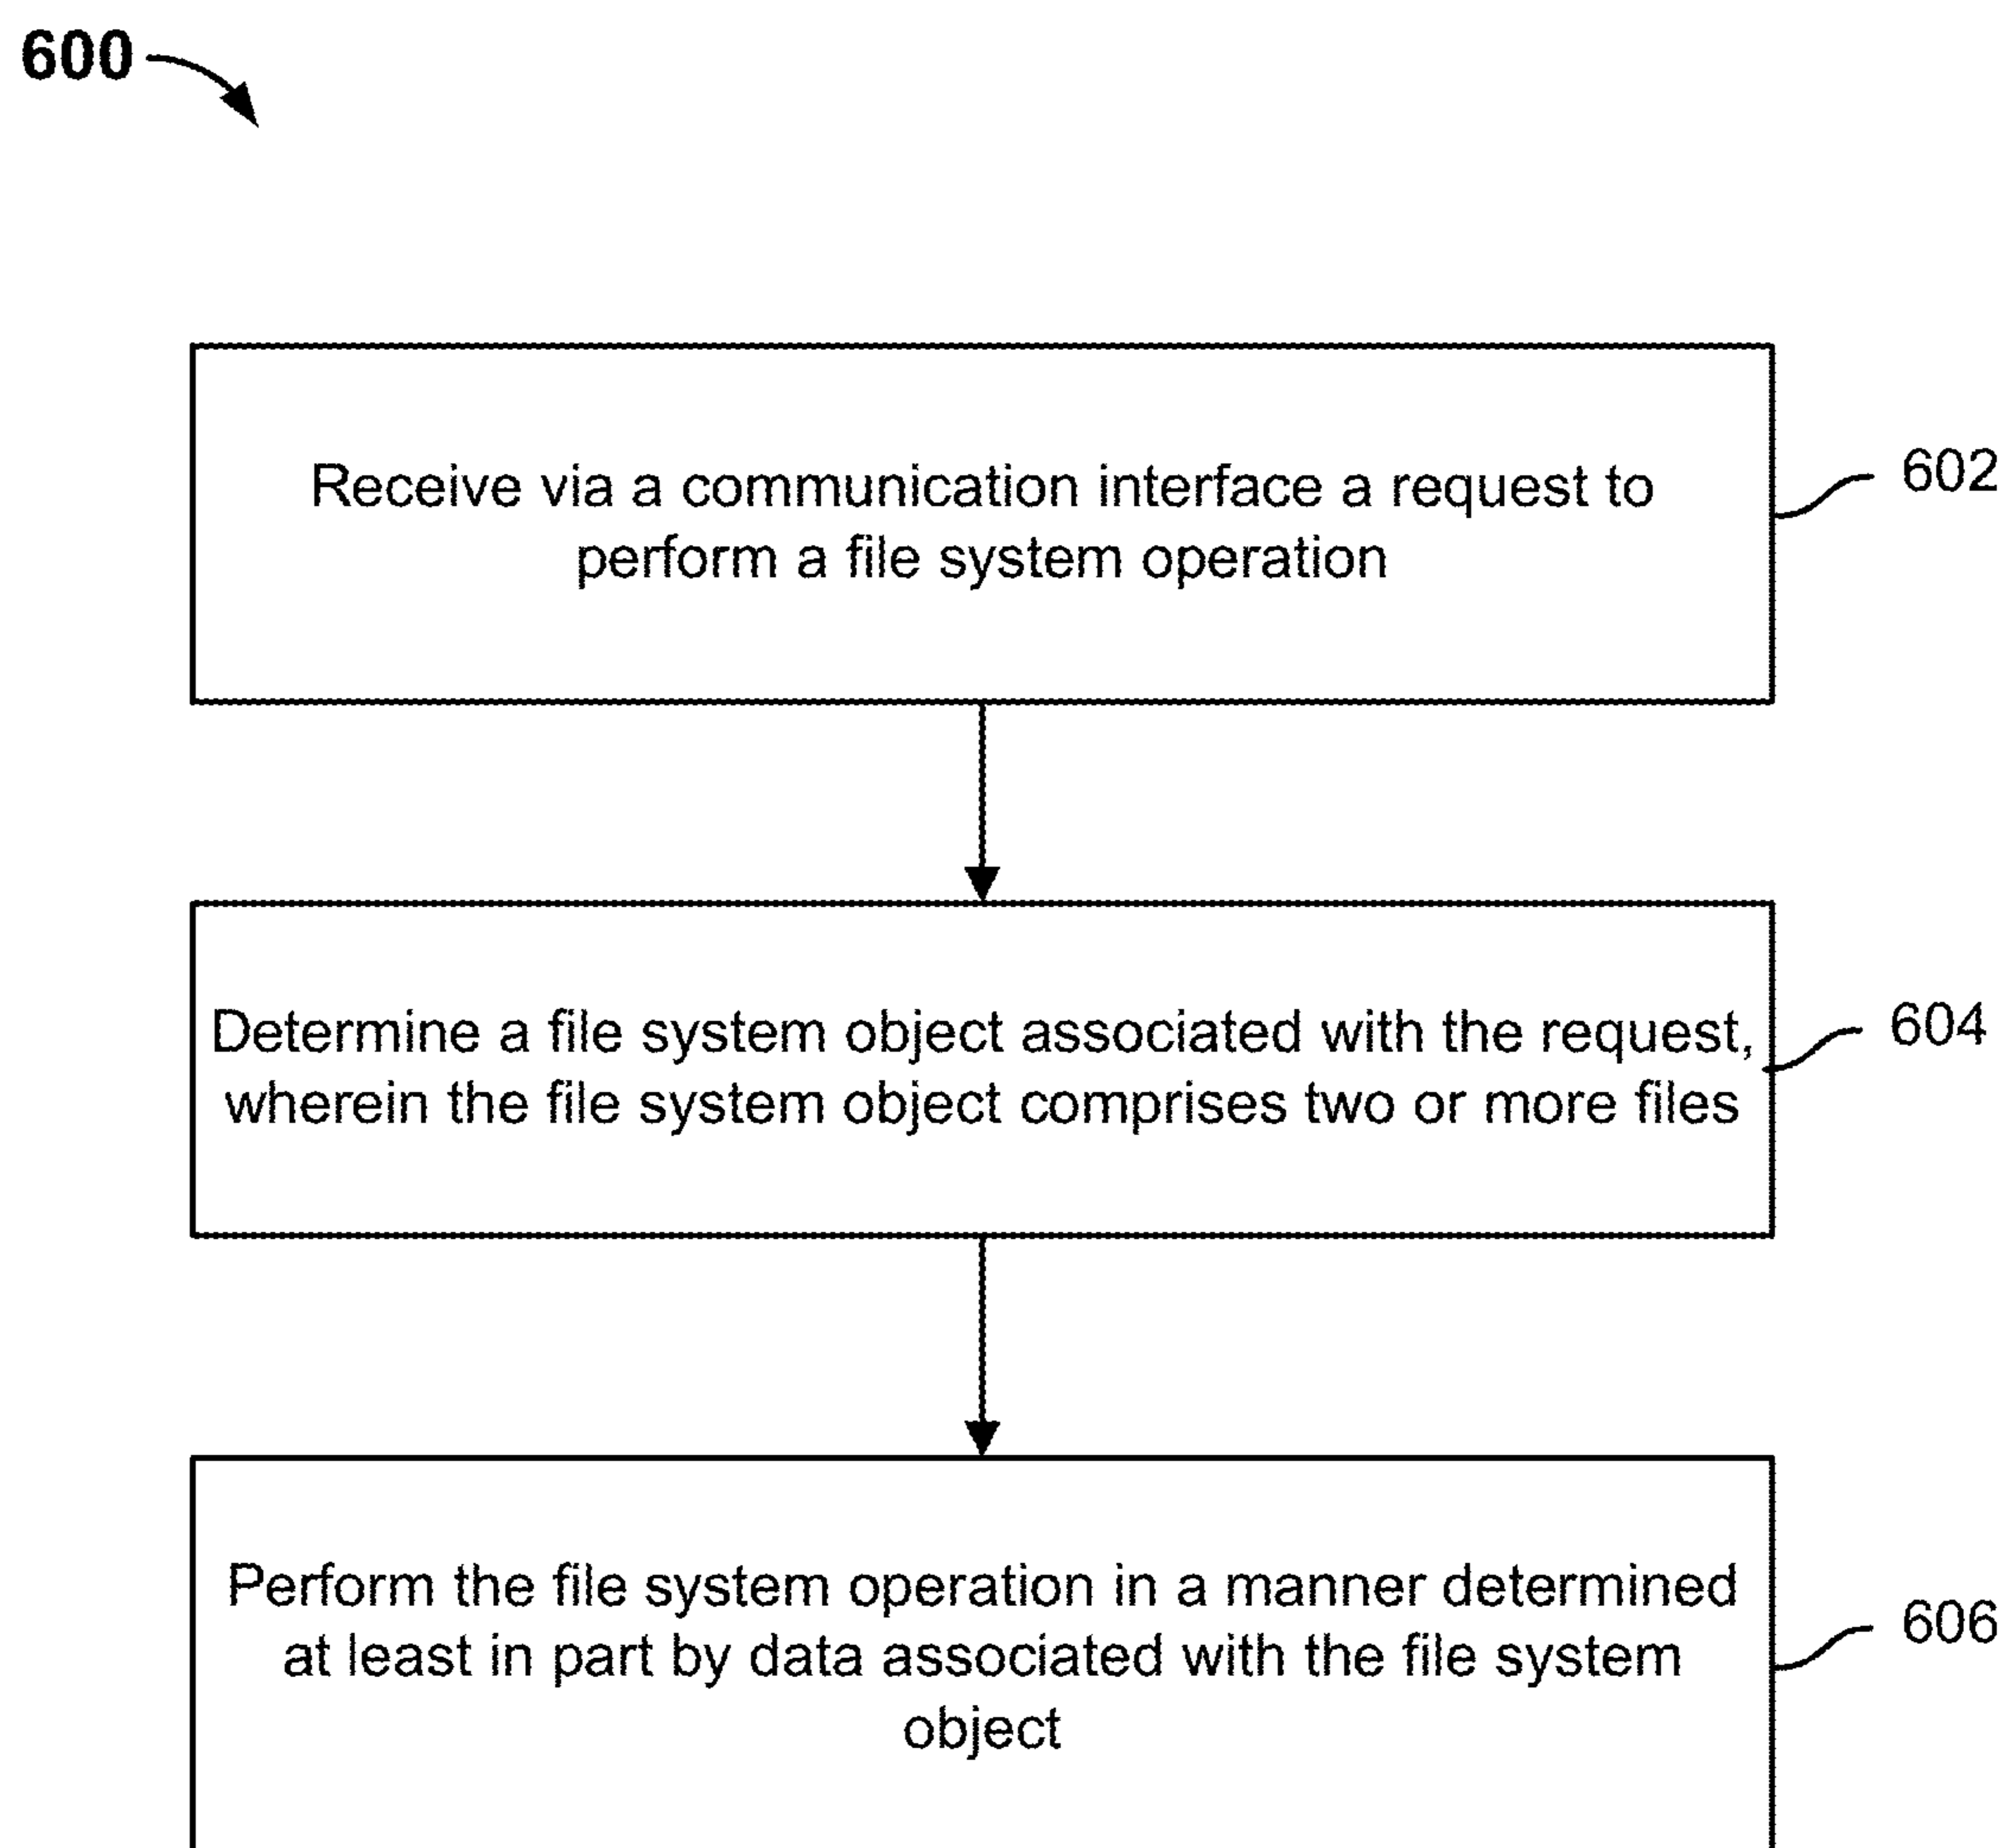 600
Receive via a communication interface a request to
perform a file system operation
602
Determine a file system object associated with the request,
wherein the file system object comprises two or more files
604
Perform the file system operation in a manner determined
at least in part by data associated with the file system
object
606